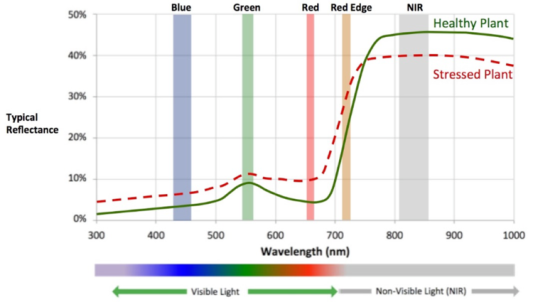 Blue Green Red Red Edge NIR
50%
40%
30%
20%
10%
0%
Healthy Plant
Stressed Plant
Typical
Reflectance
300 400 500 600 700 800 900 1000
Wavelength (nm)
Visible Light Non-Visible Light (NIR)